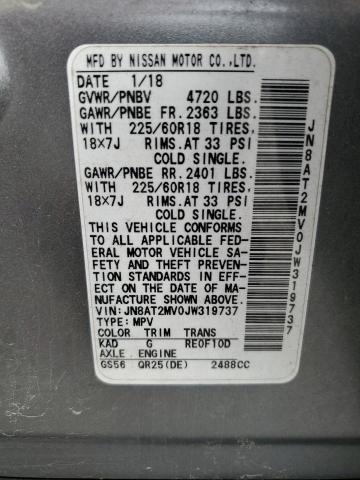 MFD BY NISSAN MOTOR CO.,LTD.
DATE 1/18
GVWR/PNBV 4720 LBS.
GAWR/PNBE FR. 2363 LBS.
WITH 225/60R18 TIRES,
18×7J RIMS.AT 33 PSI
COLD SINGLE.
GAWR/PNBE RR. 2401 LBS.
WITH 225/60R18 TIRES,
18×7J RIMS.AT 33 PSI
COLD SINGLE.
THIS VEHICLE CONFORMS
TO ALL APPLICABLE FED-
ERAL MOTOR VEHICLE SA-
FETY AND THEFT PREVENTION
STANDARDS IN EFFECT
ON THE DATE OF MA-
NUFACTURE SHOWN ABOVE.
VIN: JN8AT2MV0JW319737
TYPE: MPV
COLOR TRIM TRANS
KAD G RE0F10D
AXLE ENGINE
GS56 QR25(DE) 2488CC
JN8AT2MV0JW319737